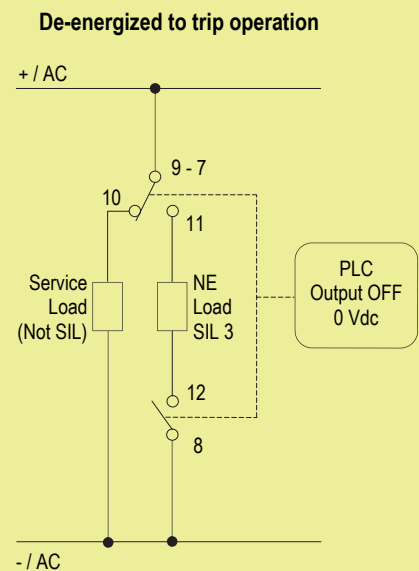 De-energized to trip operation
+ / AC
9 - 7
10
11
Service
Load
(Not SIL)
NE
Load
SIL 3
PLC
Output OFF
0 Vdc
12
8
- / AC